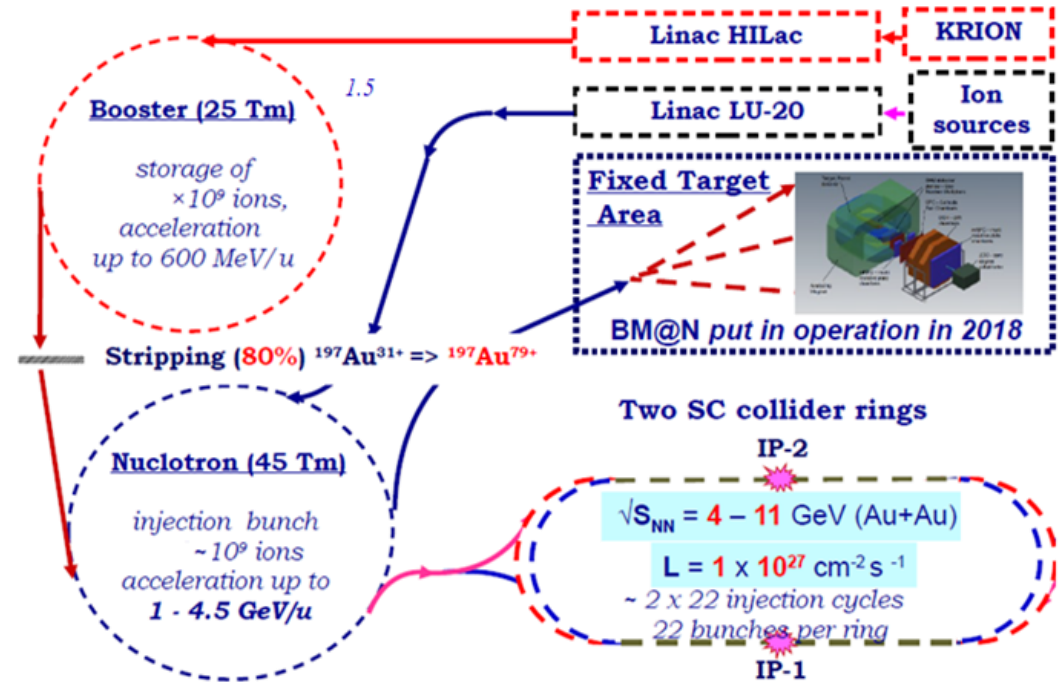 Linac HILac
KRION
1.5
Linac LU-20
Ion
sources
Booster (25 Tm)
storage of
×10⁹ ions,
acceleration
up to 600 MeV/u
Fixed Target
Area
BM@N put in operation in 2018
Stripping (80%) ¹⁹⁷Au³¹⁺ => ¹⁹⁷Au⁷⁹⁺
Nuclotron (45 Tm)
injection bunch
~10⁹ ions
acceleration up to
1 - 4.5 GeV/u
Two SC collider rings
IP-2
√S_NN = 4 – 11 GeV (Au+Au)
L = 1 x 10²⁷ cm⁻² s ⁻¹
~ 2 x 22 injection cycles
22 bunches per ring
IP-1